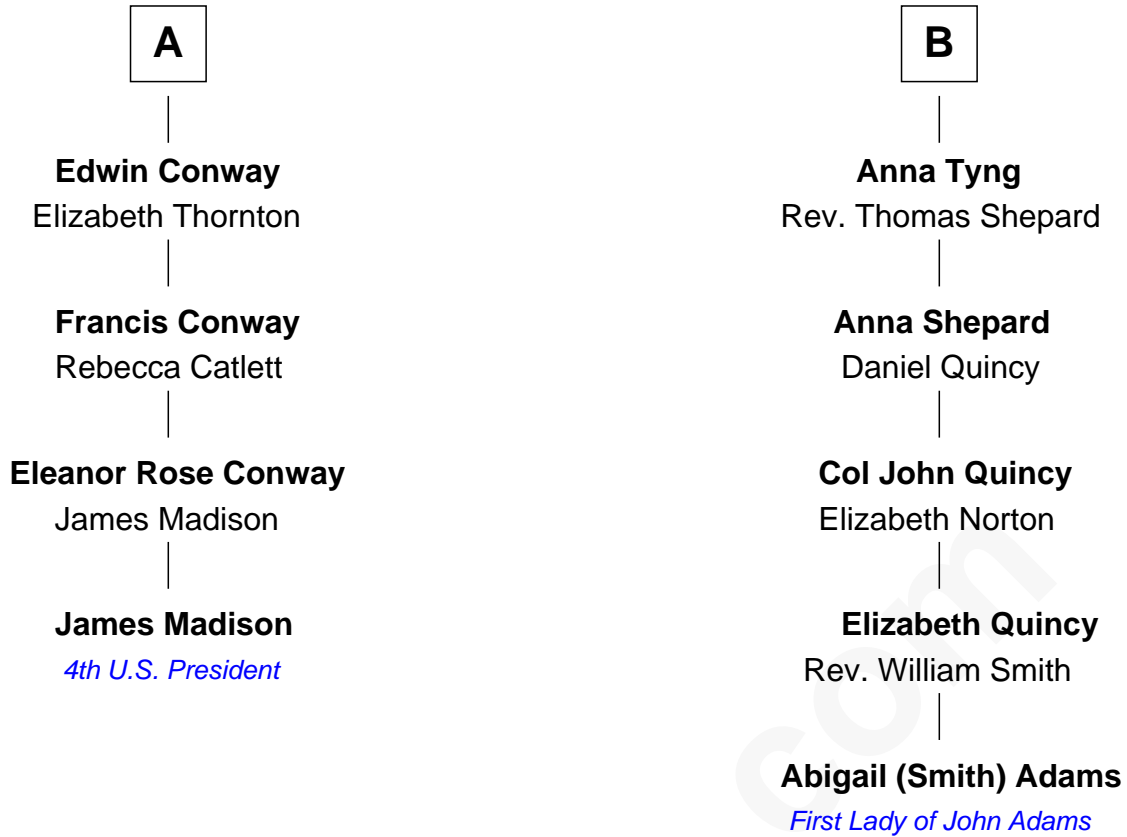 A
Edwin Conway
Elizabeth Thornton
Francis Conway
Rebecca Catlett
Eleanor Rose Conway
James Madison
James Madison
4th U.S. President
B
Anna Tyng
Rev. Thomas Shepard
Anna Shepard
Daniel Quincy
Col John Quincy
Elizabeth Norton
Elizabeth Quincy
Rev. William Smith
Abigail (Smith) Adams
First Lady of John Adams
com